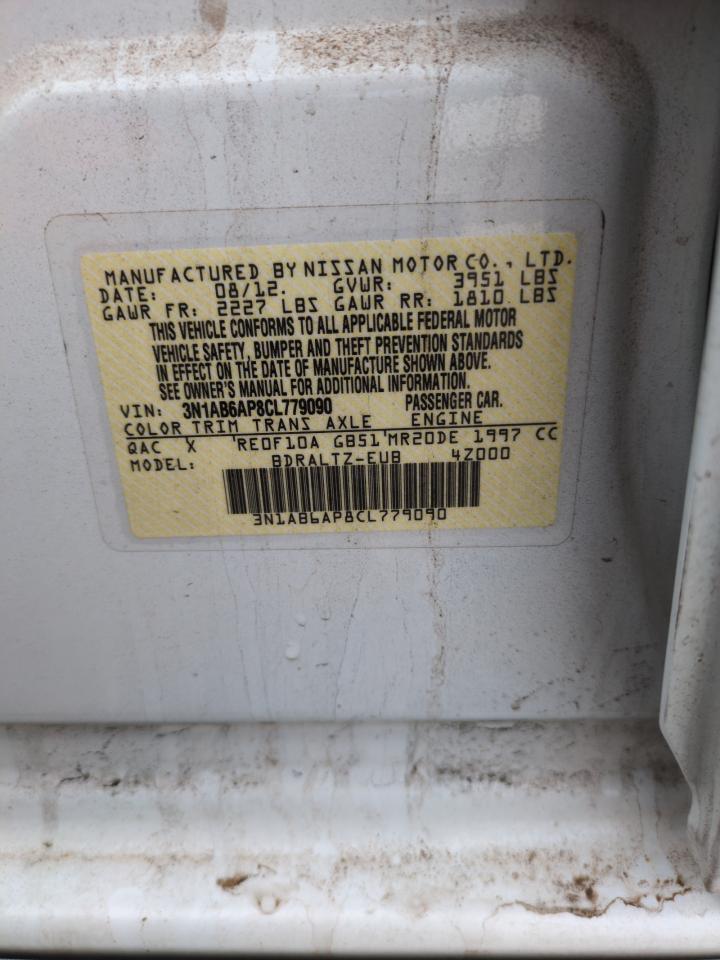 MANUFACTURED BY NISSAN MOTOR CO., LTD.
DATE: 08/12. GVWR: 3951 LBS
GAWR FR: 2227 LBS GAWR RR: 1810 LBS
THIS VEHICLE CONFORMS TO ALL APPLICABLE FEDERAL MOTOR
VEHICLE SAFETY, BUMPER AND THEFT PREVENTION STANDARDS
IN EFFECT ON THE DATE OF MANUFACTURE SHOWN ABOVE.
SEE OWNER'S MANUAL FOR ADDITIONAL INFORMATION.
VIN: 3N1AB6AP8CL779090 PASSENGER CAR.
COLOR TRIM TRANS AXLE ENGINE
QAC X 'RE0F10A GB51'MR20DE 1997 CC
MODEL: BDRALTZ-EUB 4Z000
3N1AB6AP8CL779090